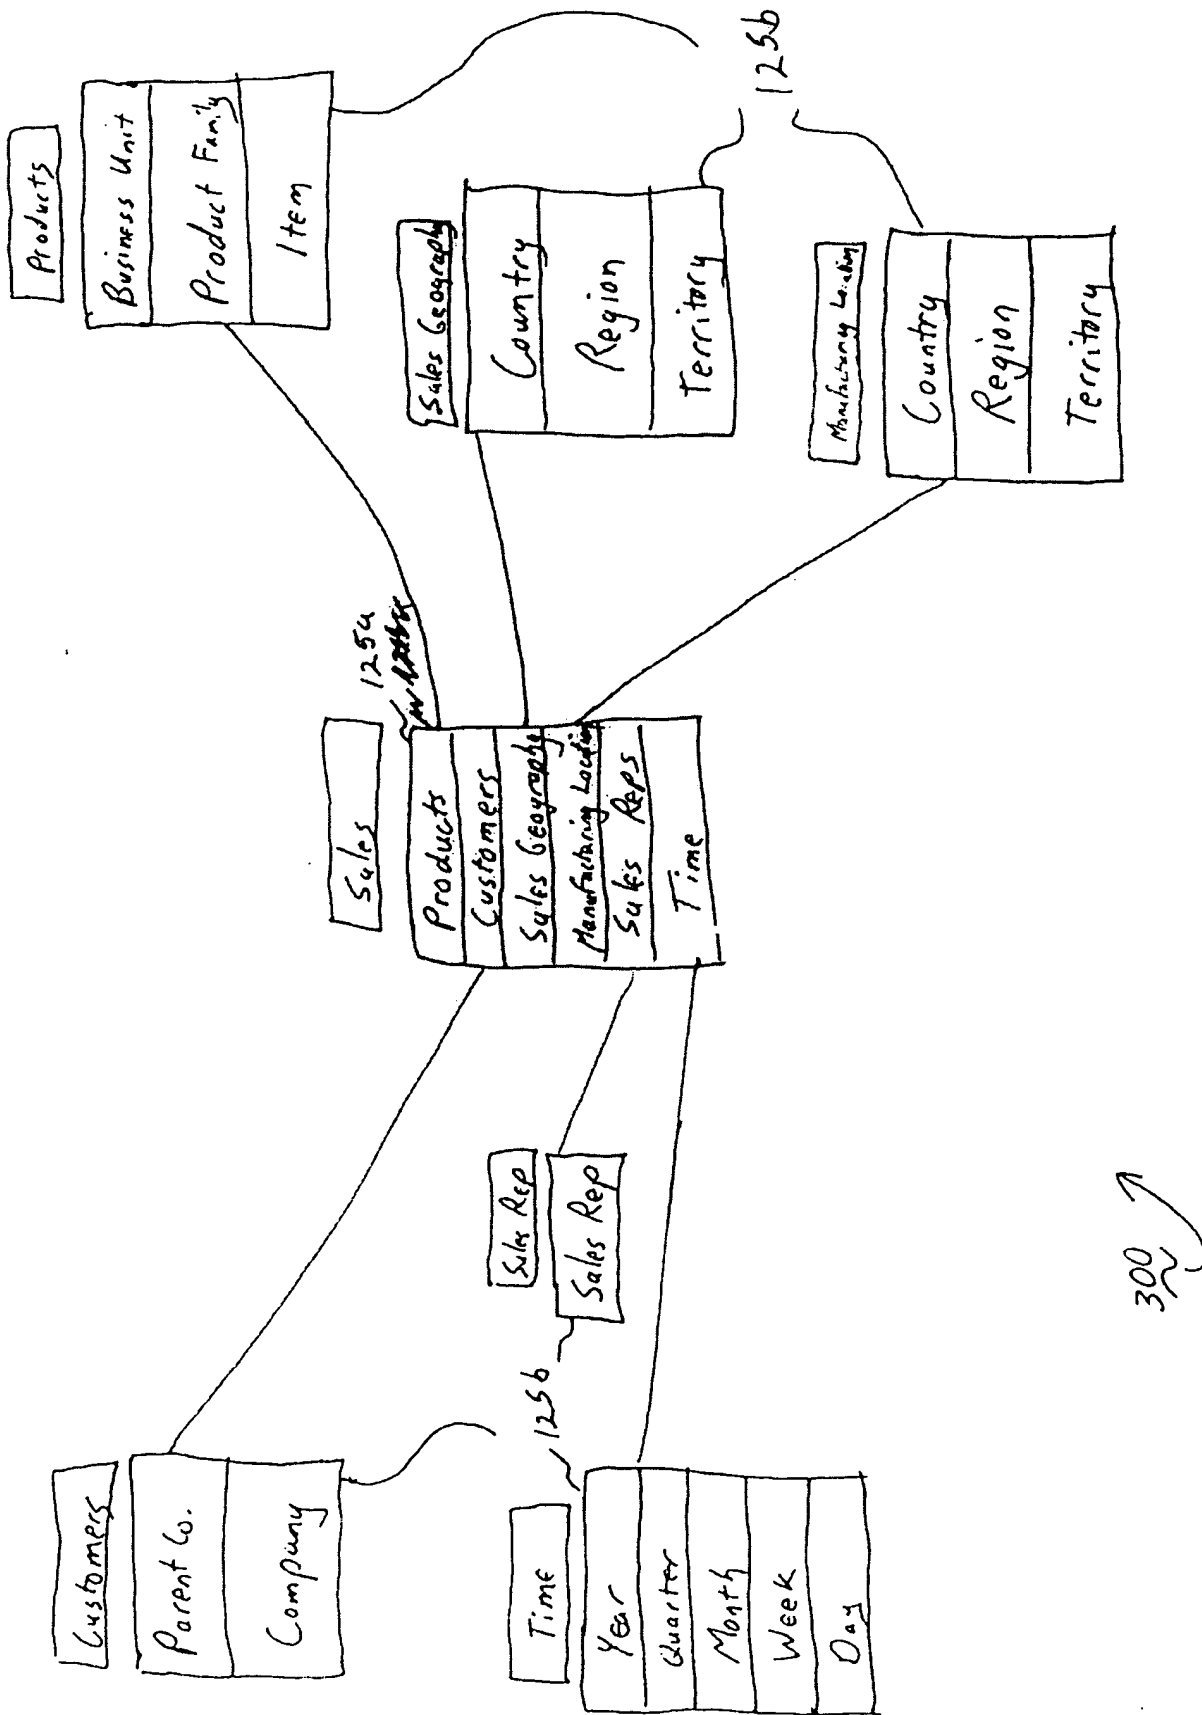 Customers
Parent Co.
Company
Time
Year
Quarter
Month
Week
Day
125b
Sales Rep
Sales Rep
Sales
125a
Products
Customers
Sales Geography
Manufacturing Location
Sales Reps
Time
Products
Business Unit
Product Family
Item
Sales Geography
Country
Region
Territory
Manufacturing Location
Country
Region
Territory
125b
300